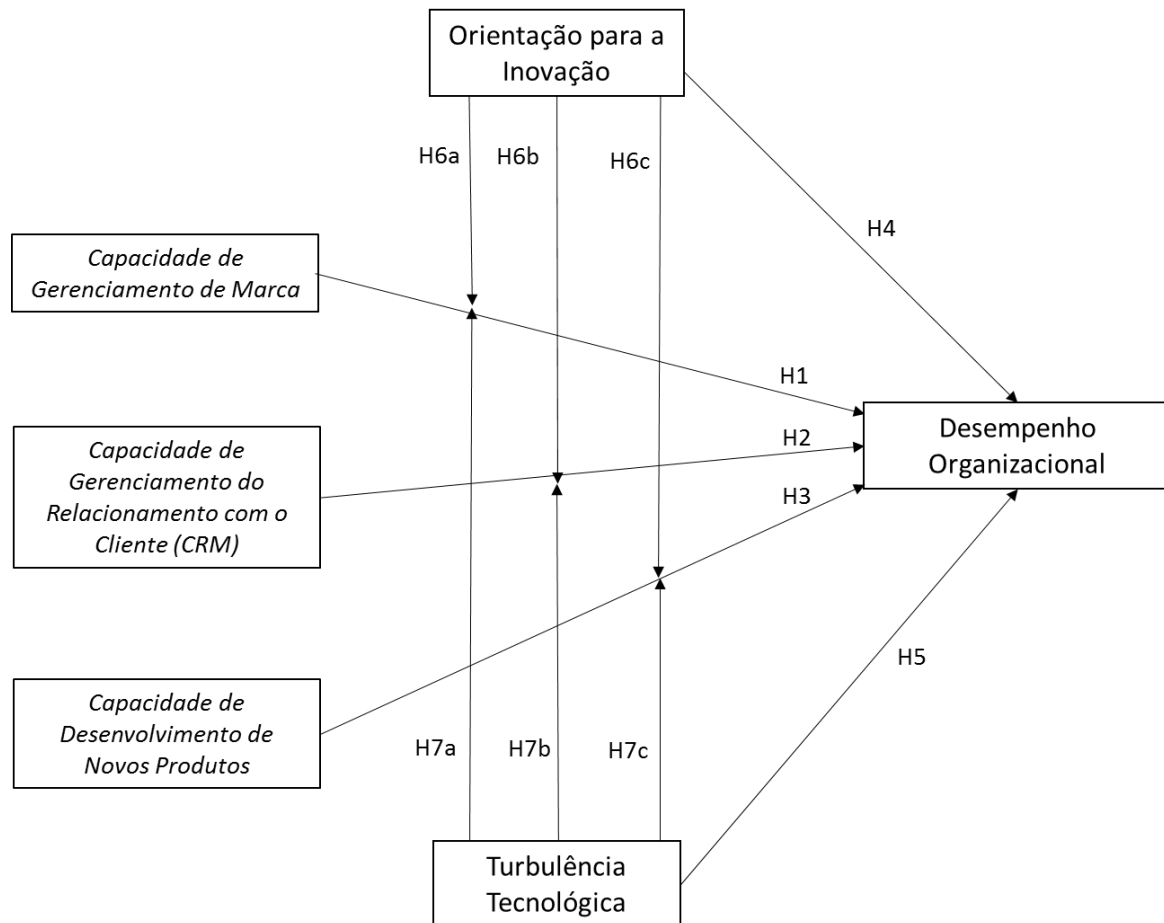 Orientação para a
Inovação
H6a
H6b
H6c
H4
Capacidade de
Gerenciamento de Marca
H1
Capacidade de
Gerenciamento do
Relacionamento com o
Cliente (CRM)
H2
Desempenho
Organizacional
H3
Capacidade de
Desenvolvimento de
Novos Produtos
H5
H7a
H7b
H7c
Turbulência
Tecnológica